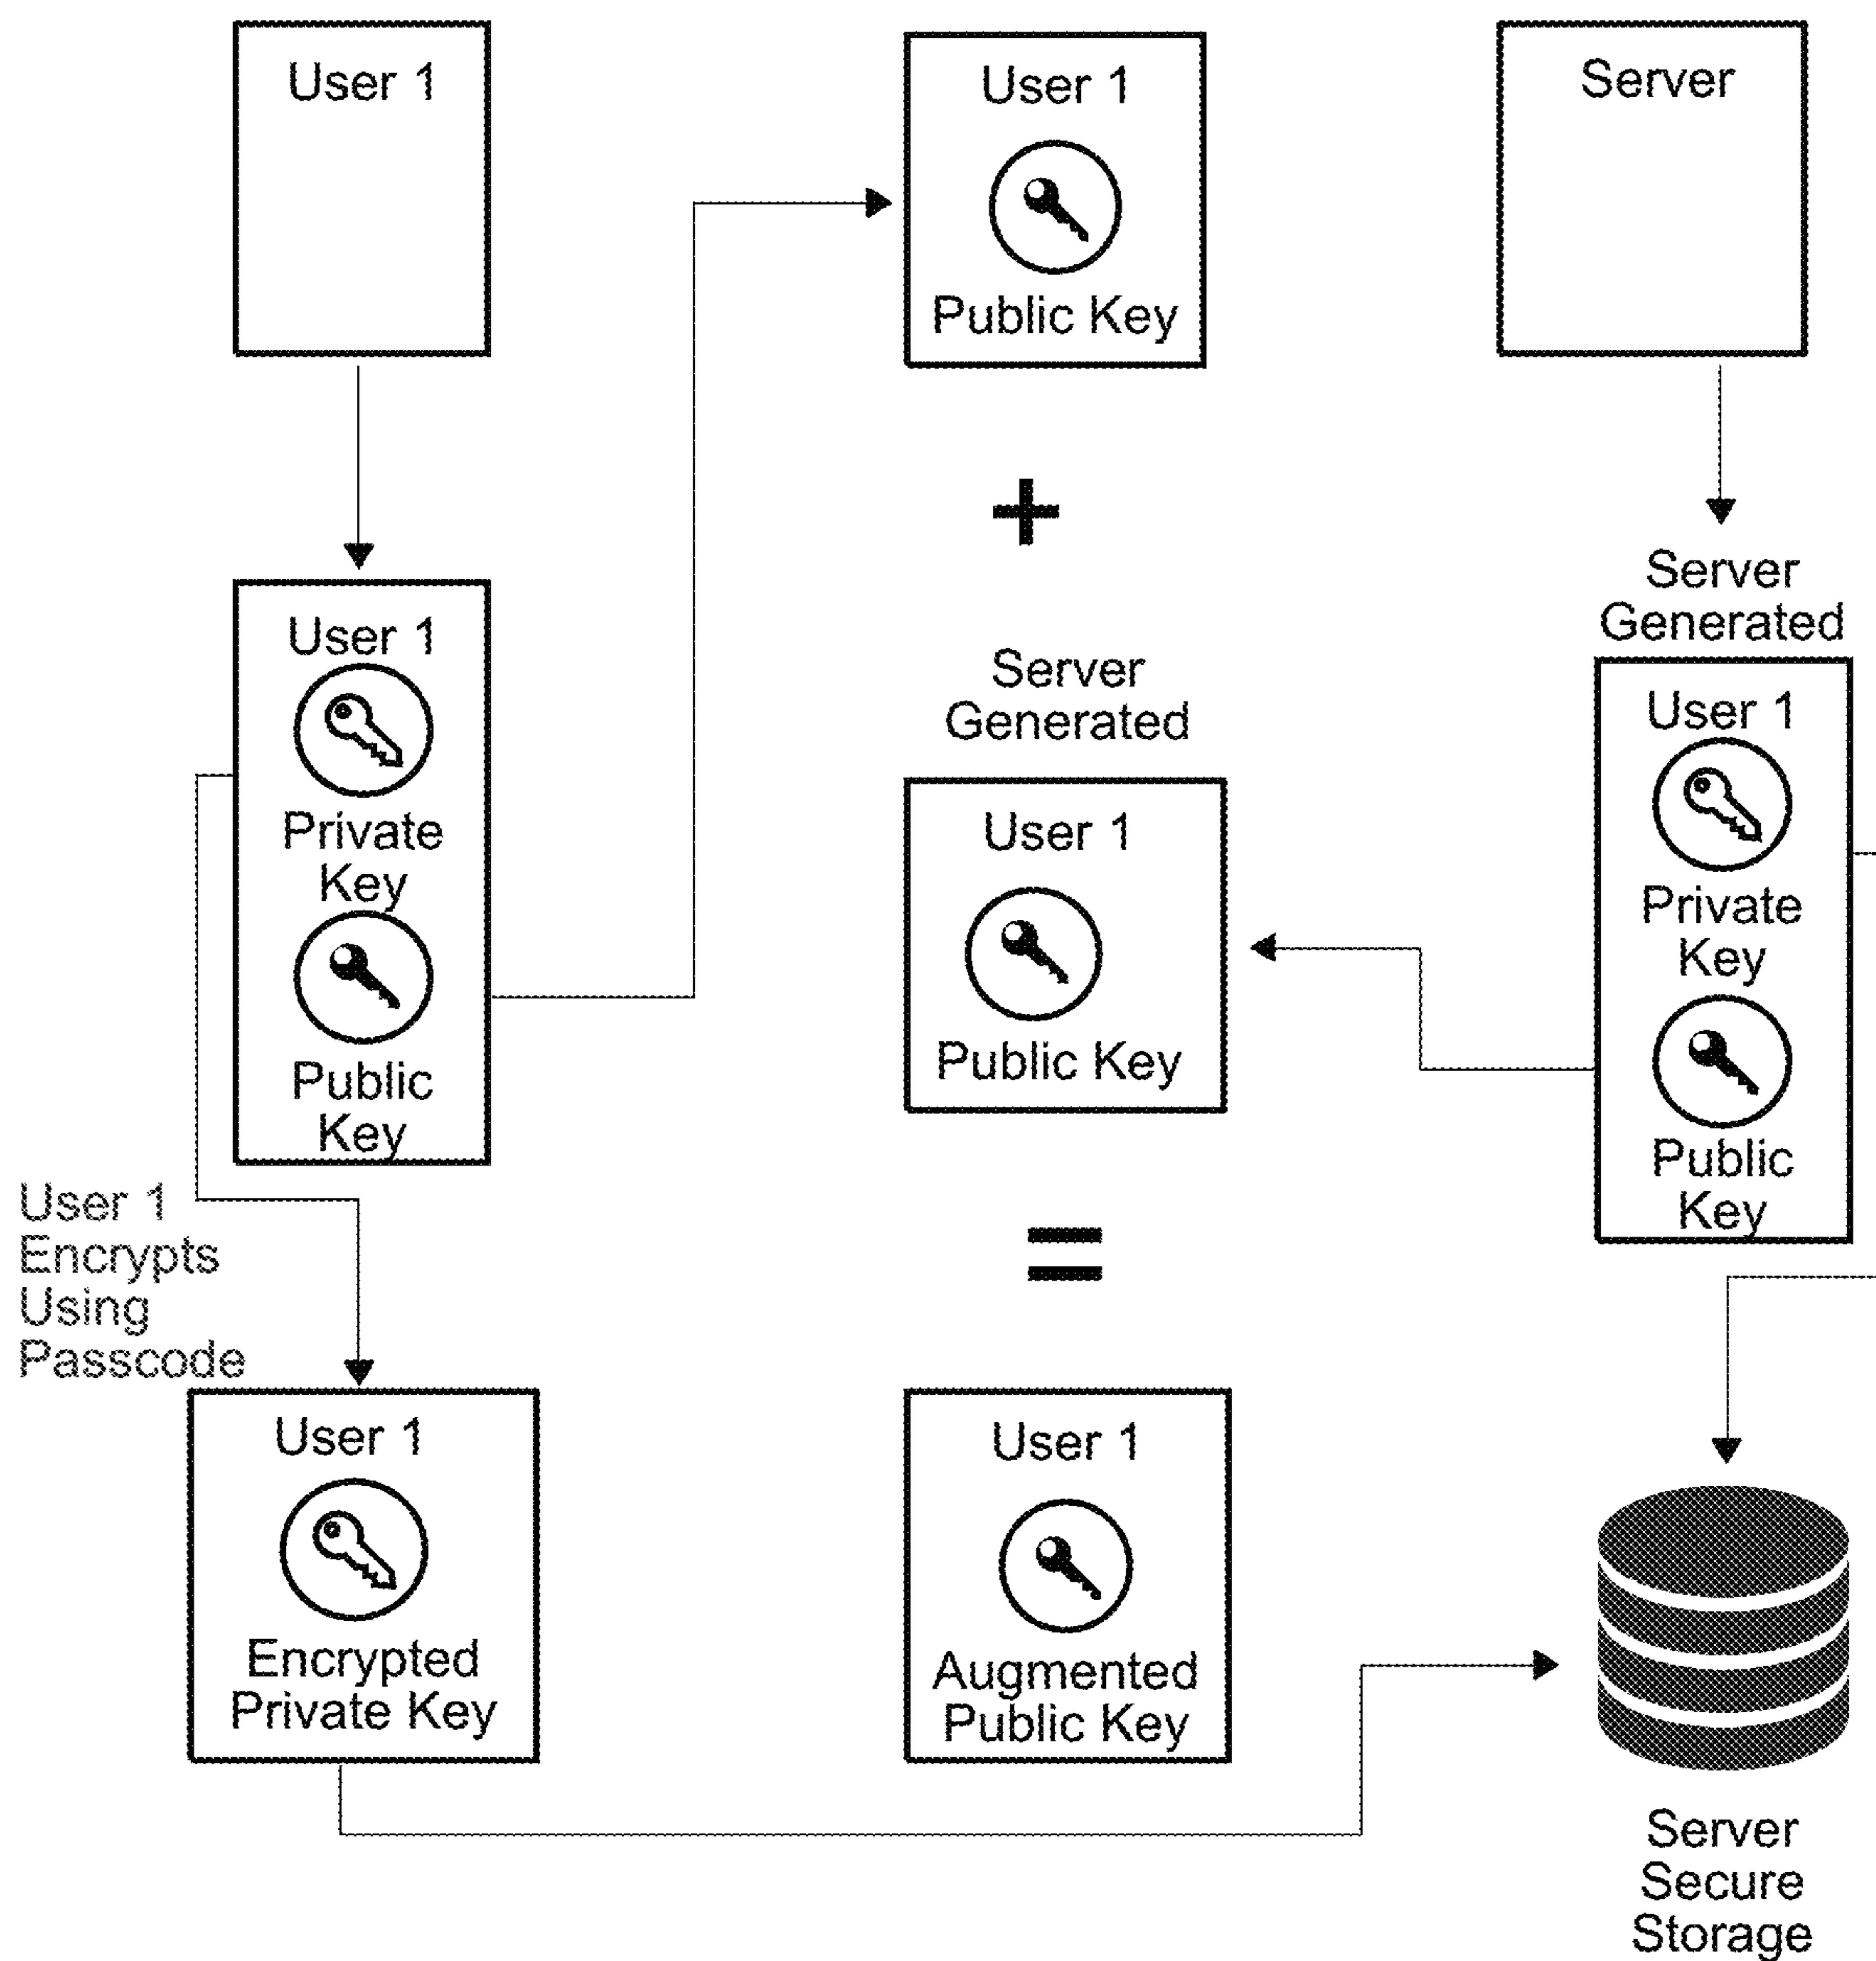 User 1
User 1
Public Key
Server
+
Server
Generated
User 1
Private
Key
Public
Key
Server
Generated
User 1
Public Key
Server
Generated
User 1
Private
Key
Public
Key
User 1
Encrypts
Using
Passcode
=
User 1
Encrypted
Private Key
User 1
Augmented
Public Key
Server
Secure
Storage